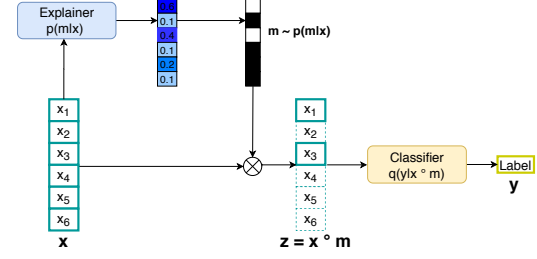 Explainer
p(m|x)
0.1
0.4
0.1
0.2
0.1
m ~ p(m|x)
x1
x2
x3
x4
x5
x6
x
x1
x2
x3
x4
x5
x6
z = x ° m
Classifier
q(y|x ° m)
Label
y